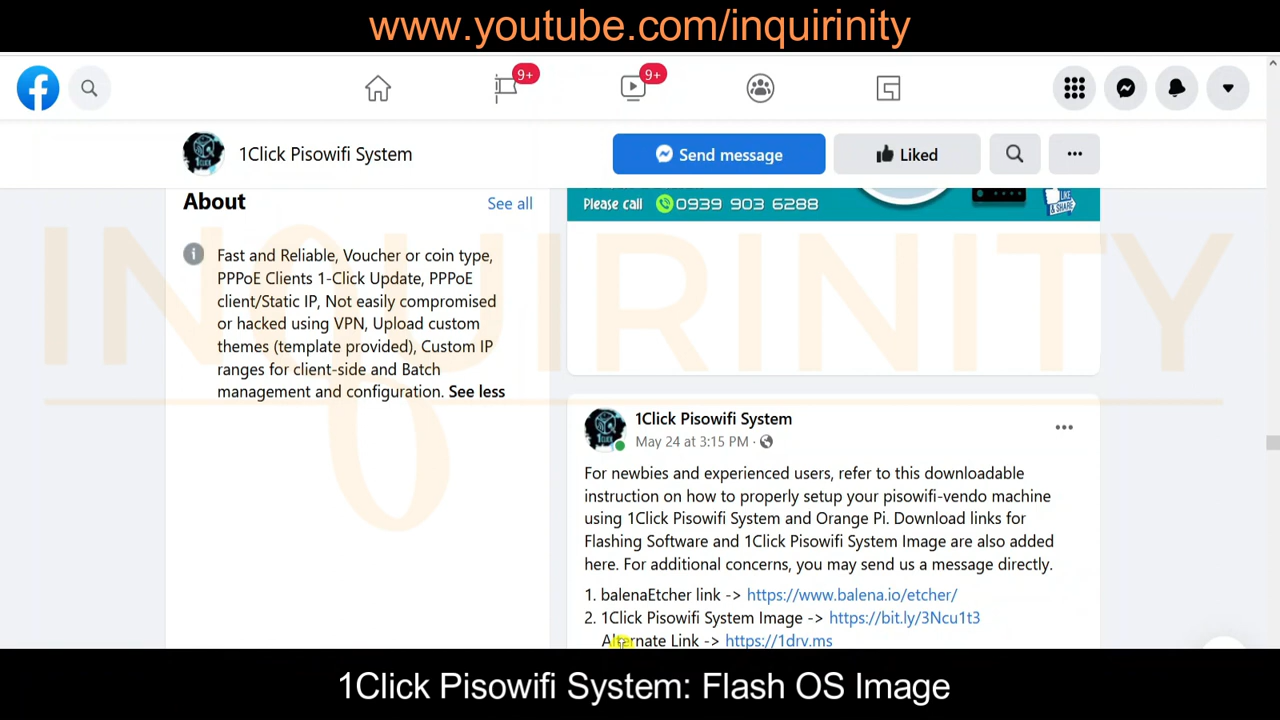 www.youtube.com/inquirinity
9+
9+
1Click Pisowifi System
Send message
Liked
About
See all
Fast and Reliable, Voucher or coin type,
PPPoE Clients 1-Click Update, PPPoE
client/Static IP, Not easily compromised
or hacked using VPN, Upload custom
themes (template provided), Custom IP
ranges for client-side and Batch
management and configuration. See less
Please call 0939 903 6288
LIKE
& SHARE
INQUIRINITY
1Click Pisowifi System
May 24 at 3:15 PM ·
For newbies and experienced users, refer to this downloadable
instruction on how to properly setup your pisowifi-vendo machine
using 1Click Pisowifi System and Orange Pi. Download links for
Flashing Software and 1Click Pisowifi System Image are also added
here. For additional concerns, you may send us a message directly.
1. balenaEtcher link -> https://www.balena.io/etcher/
2. 1Click Pisowifi System Image -> https://bit.ly/3Ncu1t3
Alternate Link -> https://1drv.ms
1Click Pisowifi System: Flash OS Image